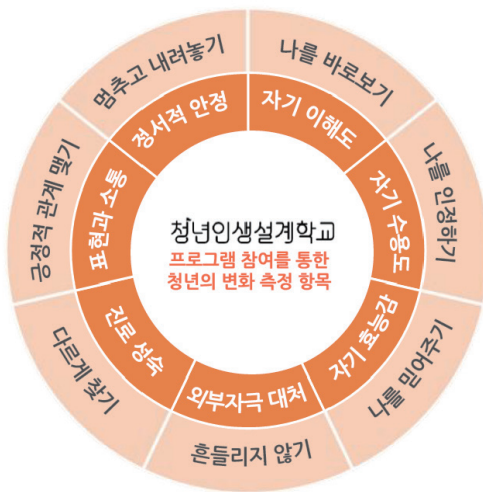 청년인생설계학교
프로그램 참여를 통한
청년의 변화 측정 항목
나를 바로보기
자기 이해도
나를 인정하기
자기 수용도
나를 믿어주기
자기 효능감
흔들리지 않기
외부자극 대처
다르게 찾기
진로 성숙
긍정적 관계 맺기
표현과 소통
멈추고 내려놓기
정서적 안정